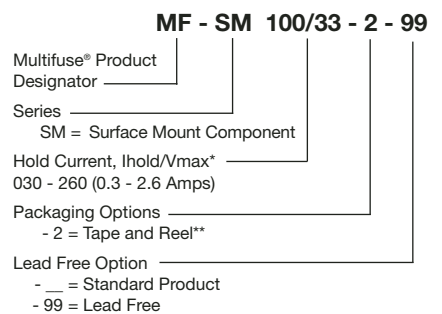 MF - SM 100/33 - 2 - 99
Multifuse® Product
Designator
Series
SM = Surface Mount Component
Hold Current, Ihold/Vmax*
030 - 260 (0.3 - 2.6 Amps)
Packaging Options
- 2 = Tape and Reel**
Lead Free Option
- __ = Standard Product
- 99 = Lead Free